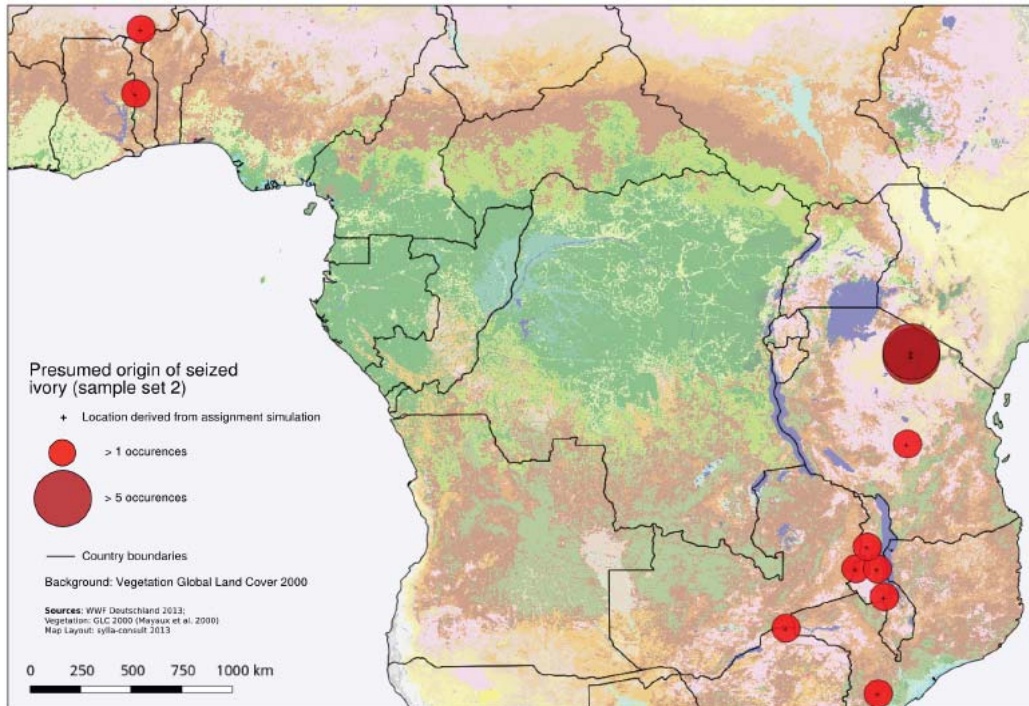 Presumed origin of seized
ivory (sample set 2)
+ Location derived from assignment simulation
> 1 occurences
> 5 occurences
Country boundaries
Background: Vegetation Global Land Cover 2000
Sources: WWF Deutschland 2013;
Vegetation: GLC 2000 (Mayaux et al. 2000)
Map Layout: sylla-consult 2013
0 250 500 750 1000 km